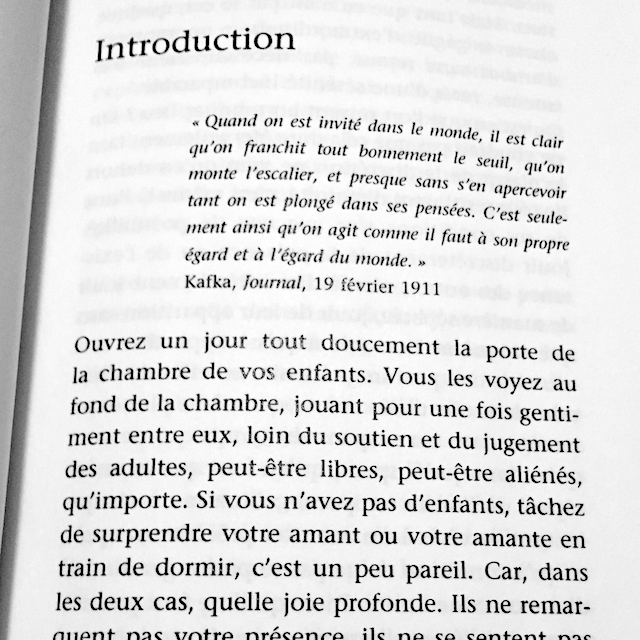 Introduction
« Quand on est invité dans le monde, il est clair
qu'on franchit tout bonnement le seuil, qu'on
monte l'escalier, et presque sans s'en apercevoir
tant on est plongé dans ses pensées. C'est seule-
ment ainsi qu'on agit comme il faut à son propre
égard et à l'égard du monde. »
Kafka, Journal, 19 février 1911
Ouvrez un jour tout doucement la porte de
la chambre de vos enfants. Vous les voyez au
fond de la chambre, jouant pour une fois genti-
ment entre eux, loin du soutien et du jugement
des adultes, peut-être libres, peut-être aliénés,
qu'importe. Si vous n'avez pas d'enfants, tâchez
de surprendre votre amant ou votre amante en
train de dormir, c'est un peu pareil. Car, dans
les deux cas, quelle joie profonde. Ils ne remar-
quent pas votre présence, ils ne se sentent pas